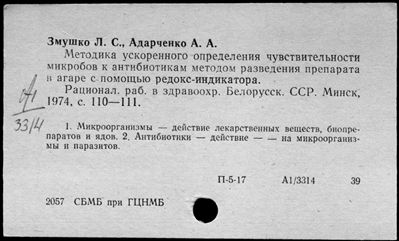 Змушко Л. С., Адарченко А. А.
Методика ускоренного определения чувствительности
микробов к антибиотикам методом разведения препарата
в агаре с помощью редокс-индикатора.
Рационал. раб. в здравоохр. Белорусск. ССР. Минск,
1974, с. 110—111.
А1
3314
1. Микроорганизмы — действие лекарственных веществ, биопре-
паратов и ядов. 2. Антибиотики — действие — — на микроорганиз-
мы и паразитов.
П-5-17 А1/3314 39
2057 СБМБ при ГЦНМБ